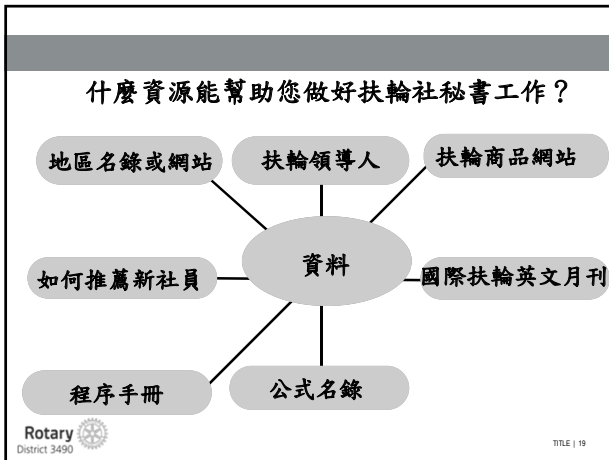 什麼資源能幫助您做好扶輪社秘書工作？
地區名錄或網站
扶輪領導人
扶輪商品網站
資料
如何推薦新社員
國際扶輪英文月刊
程序手冊
公式名錄
Rotary
District 3490
TITLE | 19